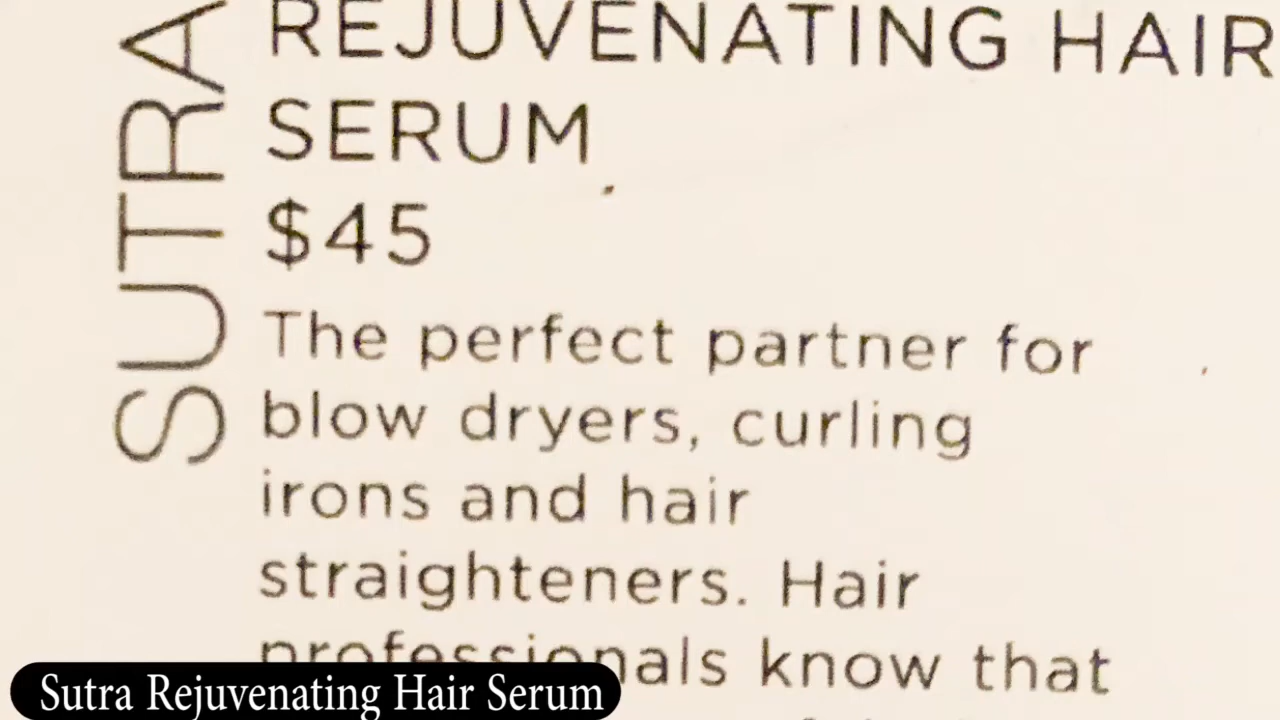 SUTRA
REJUVENATING HAIR
SERUM
$45
The perfect partner for
blow dryers, curling
irons and hair
straighteners. Hair
professionals know that
Sutra Rejuvenating Hair Serum